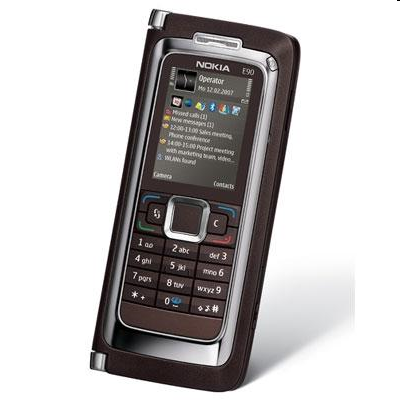 NOKIA E90
Operator
Mo 12.02.2007
Missed calls (1)
New messages (1)
12:00-13:00 Sales meeting,
Phone conference
14:00-15:00 Project meeting
with marketing team, video...
WLANs found
Camera Contacts
C
1 2 abc def 3
4 ghi 5 jkl mno 6
7 pqrs 8 tuv wxyz 9
* + 0 #